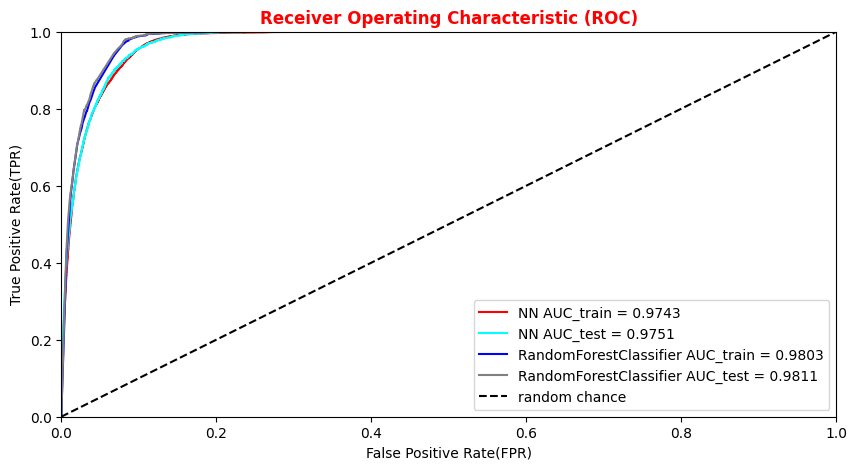 Receiver Operating Characteristic (ROC)
True Positive Rate(TPR)
1.0
0.8
0.6
0.4
0.2
0.0
NN AUC_train = 0.9743
NN AUC_test = 0.9751
RandomForestClassifier AUC_train = 0.9803
RandomForestClassifier AUC_test = 0.9811
random chance
0.0 0.2 0.4 0.6 0.8 1.0
False Positive Rate(FPR)